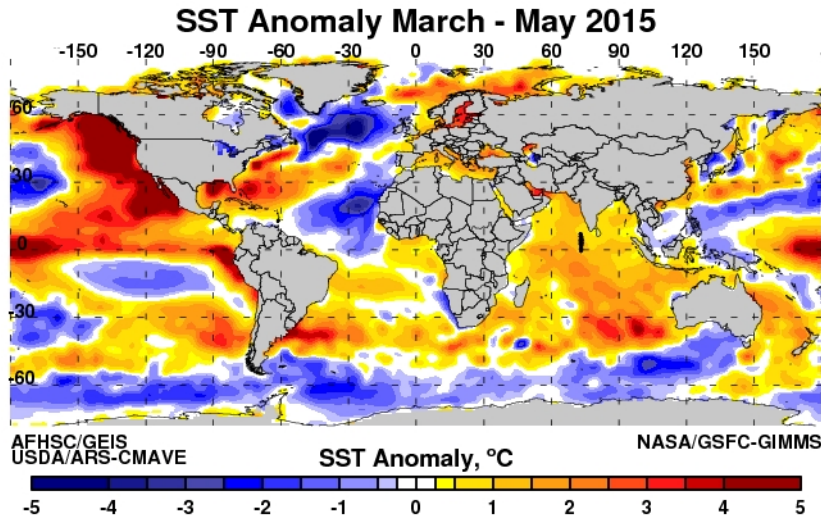 SST Anomaly March - May 2015
-150 -120 -90 -60 -30 0 30 60 90 120 150
60
30
0
-30
-60
AFHSC/GEIS
USDA/ARS-CMAVE
NASA/GSFC-GIMMS
SST Anomaly, ºC
-5 -4 -3 -2 -1 0 1 2 3 4 5